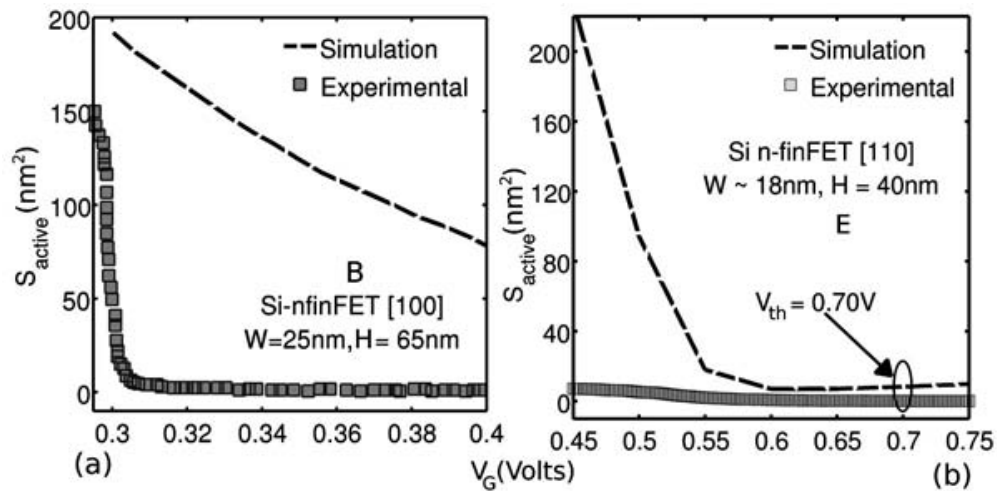 200
150
100
50
0
S_active(nm²)
Simulation
Experimental
B
Si-nfinFET [100]
W=25nm,H= 65nm
0.3 0.32 0.34 0.36 0.38 0.4
(a)
200
160
120
80
40
0
S_active(nm²)
Simulation
Experimental
Si n-finFET [110]
W ~ 18nm, H = 40nm
E
V_th = 0.70V
0.45 0.5 0.55 0.6 0.65 0.7 0.75
(b)
V_G(Volts)